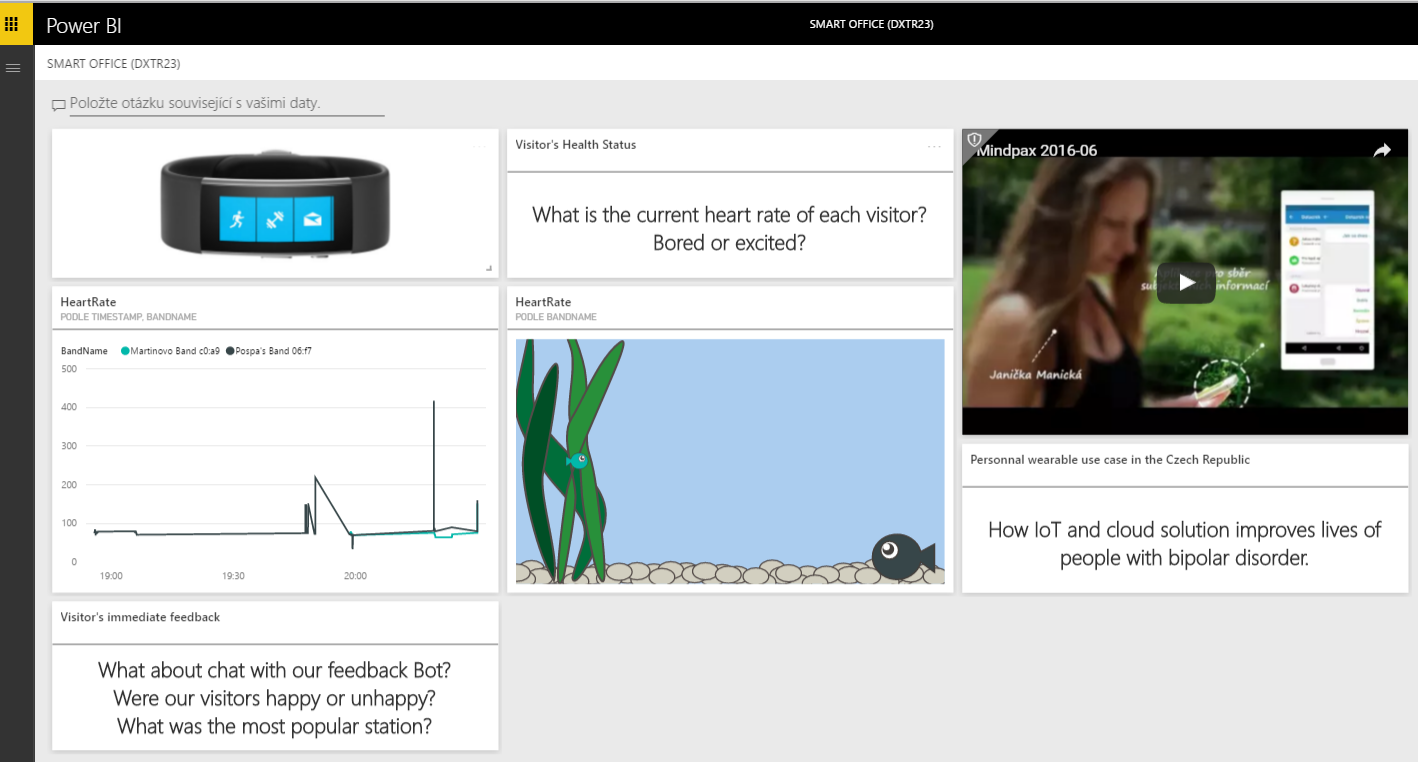 Power BI
SMART OFFICE (DXTR23)
SMART OFFICE (DXTR23)
Položte otázku související s vašimi daty.
Visitor's Health Status
What is the current heart rate of each visitor?
Bored or excited?
Mindpax 2016-06
Aplikace pro sběr
informací
Janička Manická
HeartRate
PODLE TIMESTAMP, BANDNAME
BandName Martinovo Band c0:a9 Pospa's Band 06:f7
500
400
300
200
100
0
19:00 19:30 20:00
HeartRate
PODLE BANDNAME
Personnal wearable use case in the Czech Republic
How IoT and cloud solution improves lives of
people with bipolar disorder.
Visitor's immediate feedback
What about chat with our feedback Bot?
Were our visitors happy or unhappy?
What was the most popular station?